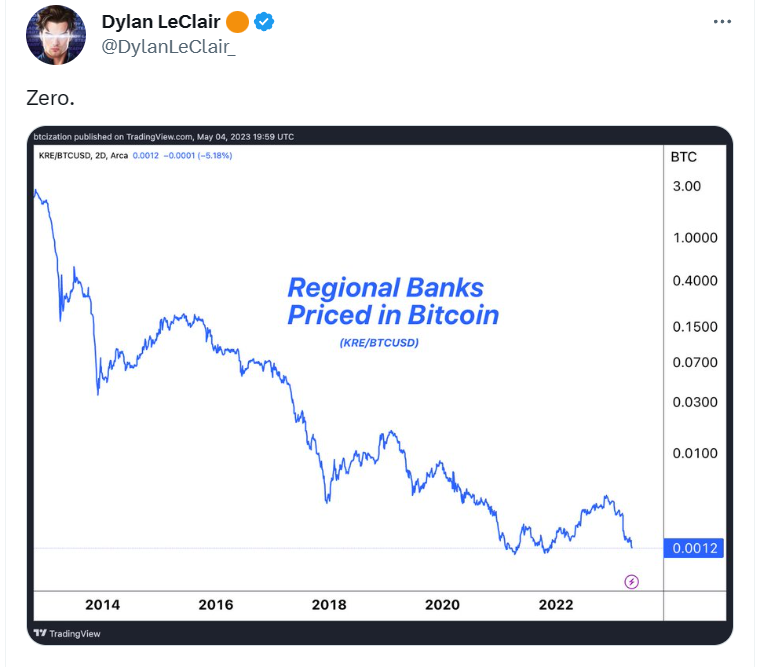 Dylan LeClair
@DylanLeClair_
Zero.
btcization published on TradingView.com, May 04, 2023 19:59 UTC
KRE/BTCUSD, 2D, Arca 0.0012 −0.0001 (−5.18%)
BTC
3.00
1.0000
0.4000
0.1500
0.0700
0.0300
0.0100
0.0012
Regional Banks
Priced in Bitcoin
(KRE/BTCUSD)
2014 2016 2018 2020 2022
TradingView